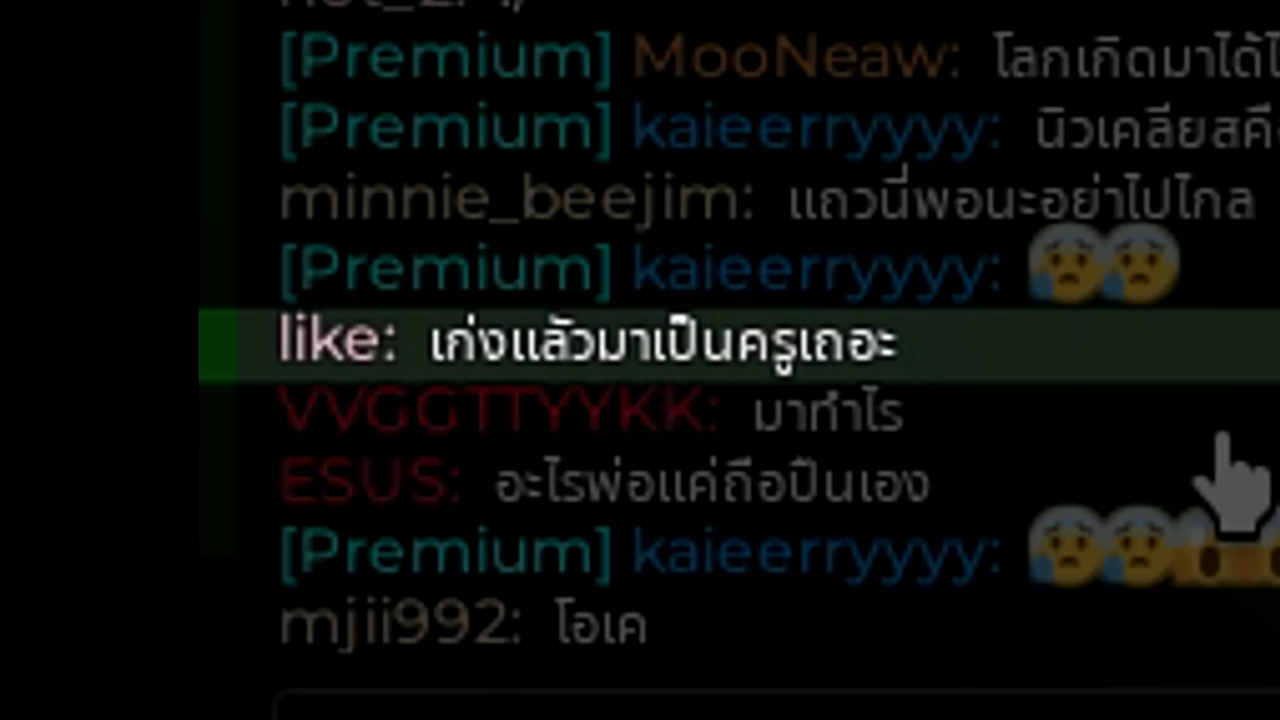 [Premium] MooNeaw: โลกเกิดมาได้
[Premium] kaieerryyyy: นิวเคลียสคื
minnie_beejim: แถวนี่พอนะอย่าไปไกล
[Premium] kaieerryyyy: 😰😰
like: เก่งแล้วมาเป็นครูเถอะ
VVGGTTYYKK: มาทำไร
ESUS: อะไรพ่อแค่ถือปืนเอง
[Premium] kaieerryyyy: 😰😰
mjii992: โอเค